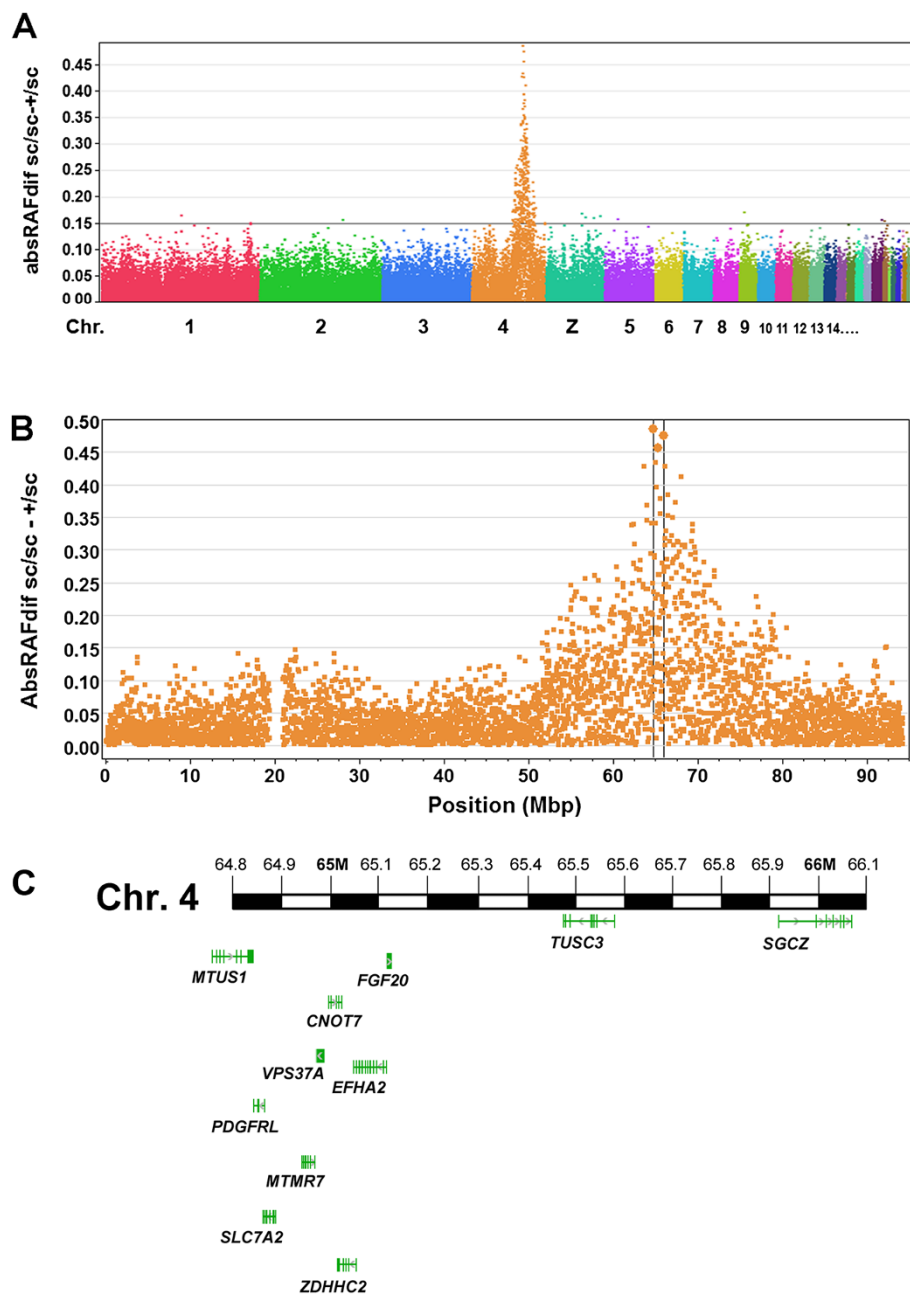 A
absRAFdif sc/sc-+/sc
0.45
0.40
0.35
0.30
0.25
0.20
0.15
0.10
0.05
0.00
Chr. 1 2 3 4 Z 5 6 7 8 9 10 11 12 13 14....
B
AbsRAFdif sc/sc - +/sc
0.50
0.45
0.40
0.35
0.30
0.25
0.20
0.15
0.10
0.05
0.00
0 10 20 30 40 50 60 70 80 90
Position (Mbp)
C
64.8 64.9 65M 65.1 65.2 65.3 65.4 65.5 65.6 65.7 65.8 65.9 66M 66.1
Chr. 4
TUSC3 SGCZ
MTUS1 FGF20
CNOT7
VPS37A EFHA2
PDGFRL
MTMR7
SLC7A2
ZDHHC2